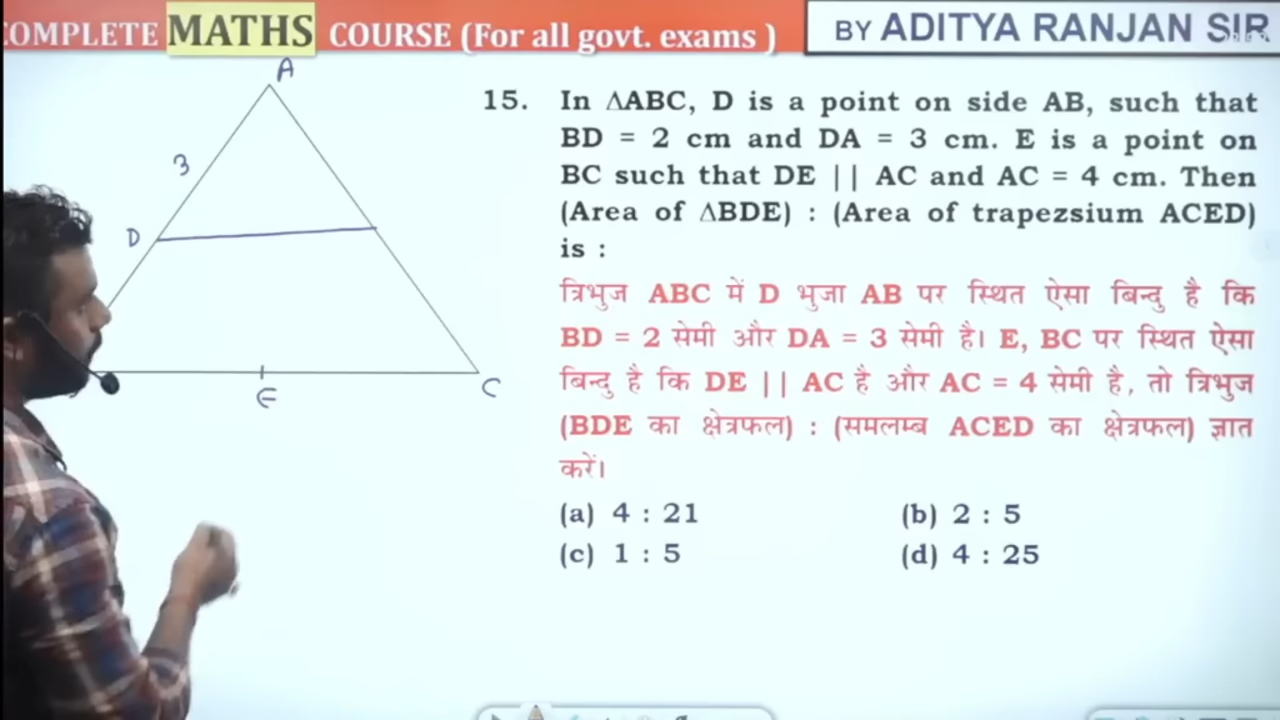 COMPLETE MATHS COURSE (For all govt. exams )
BY ADITYA RANJAN SIR
A
3
D
E
C
15. In ∆ABC, D is a point on side AB, such that
BD = 2 cm and DA = 3 cm. E is a point on
BC such that DE || AC and AC = 4 cm. Then
(Area of ∆BDE) : (Area of trapezsium ACED)
is :
त्रिभुज ABC में D भुजा AB पर स्थित ऐसा बिन्दु है कि
BD = 2 सेमी और DA = 3 सेमी है। E, BC पर स्थित ऐसा
बिन्दु है कि DE || AC है और AC = 4 सेमी है, तो त्रिभुज
(BDE का क्षेत्रफल) : (समलम्ब ACED का क्षेत्रफल) ज्ञात
करें।
(a) 4 : 21
(b) 2 : 5
(c) 1 : 5
(d) 4 : 25